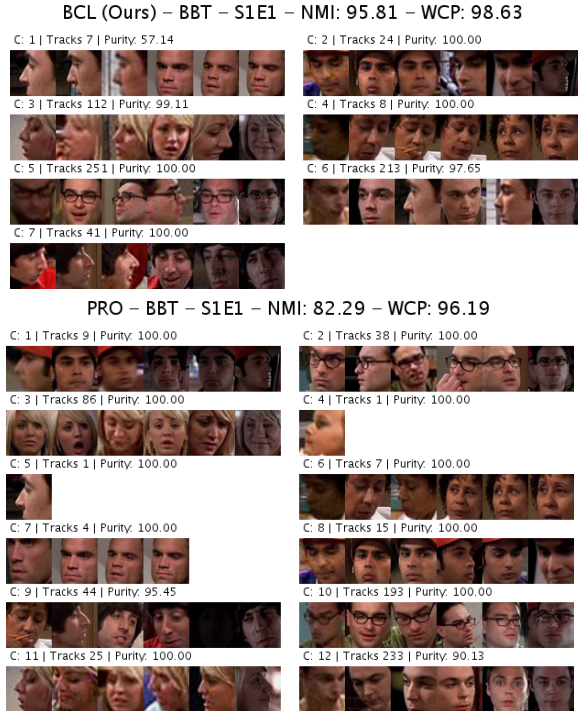 BCL (Ours) – BBT – S1E1 – NMI: 95.81 – WCP: 98.63
C: 1 | Tracks 7 | Purity: 57.14
C: 2 | Tracks 24 | Purity: 100.00
C: 3 | Tracks 112 | Purity: 99.11
C: 4 | Tracks 8 | Purity: 100.00
C: 5 | Tracks 251 | Purity: 100.00
C: 6 | Tracks 213 | Purity: 97.65
C: 7 | Tracks 41 | Purity: 100.00
PRO – BBT – S1E1 – NMI: 82.29 – WCP: 96.19
C: 1 | Tracks 9 | Purity: 100.00
C: 2 | Tracks 38 | Purity: 100.00
C: 3 | Tracks 86 | Purity: 100.00
C: 4 | Tracks 1 | Purity: 100.00
C: 5 | Tracks 1 | Purity: 100.00
C: 6 | Tracks 7 | Purity: 100.00
C: 7 | Tracks 4 | Purity: 100.00
C: 8 | Tracks 15 | Purity: 100.00
C: 9 | Tracks 44 | Purity: 95.45
C: 10 | Tracks 193 | Purity: 100.00
C: 11 | Tracks 25 | Purity: 100.00
C: 12 | Tracks 233 | Purity: 90.13